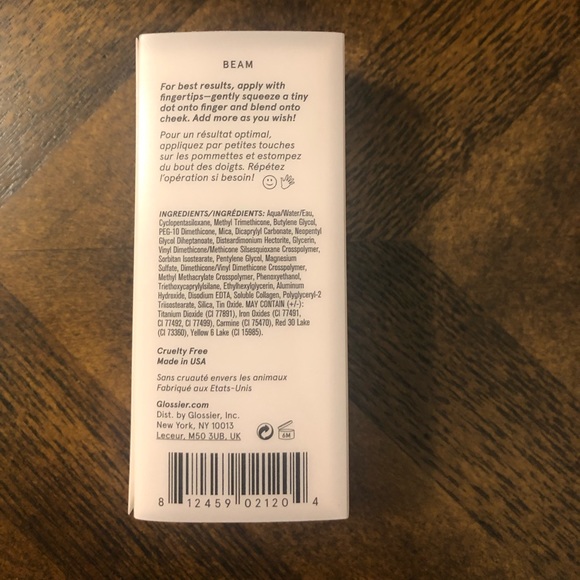 BEAM
For best results, apply with
fingertips—gently squeeze a tiny
dot onto finger and blend onto
cheek. Add more as you wish!
Pour un résultat optimal,
appliquez par petites touches
sur les pommettes et estompez
du bout des doigts. Répétez
l'opération si besoin!
INGREDIENTS/INGRÉDIENTS: Aqua/Water/Eau,
Cyclopentasiloxane, Methyl Trimethicone, Butylene Glycol,
PEG-10 Dimethicone, Mica, Dicaprylyl Carbonate, Neopentyl
Glycol Diheptanoate, Disteardimonium Hectorite, Glycerin,
Vinyl Dimethicone/Methicone Silsesquioxane Crosspolymer,
Sorbitan Isostearate, Pentylene Glycol, Magnesium
Sulfate, Dimethicone/Vinyl Dimethicone Crosspolymer,
Methyl Methacrylate Crosspolymer, Phenoxyethanol,
Triethoxycaprylylsilane, Ethylhexylglycerin, Aluminum
Hydroxide, Disodium EDTA, Soluble Collagen, Polyglyceryl-2
Triisostearate, Silica, Tin Oxide. MAY CONTAIN (+/-):
Titanium Dioxide (CI 77891), Iron Oxides (CI 77491,
CI 77492, CI 77499), Carmine (CI 75470), Red 30 Lake
(CI 73360), Yellow 6 Lake (CI 15985).
Cruelty Free
Made in USA
Sans cruauté envers les animaux
Fabriqué aux Etats-Unis
Glossier.com
Dist. by Glossier, Inc.
New York, NY 10013
Leceur, M50 3UB, UK
6M
8 12459 02120 4